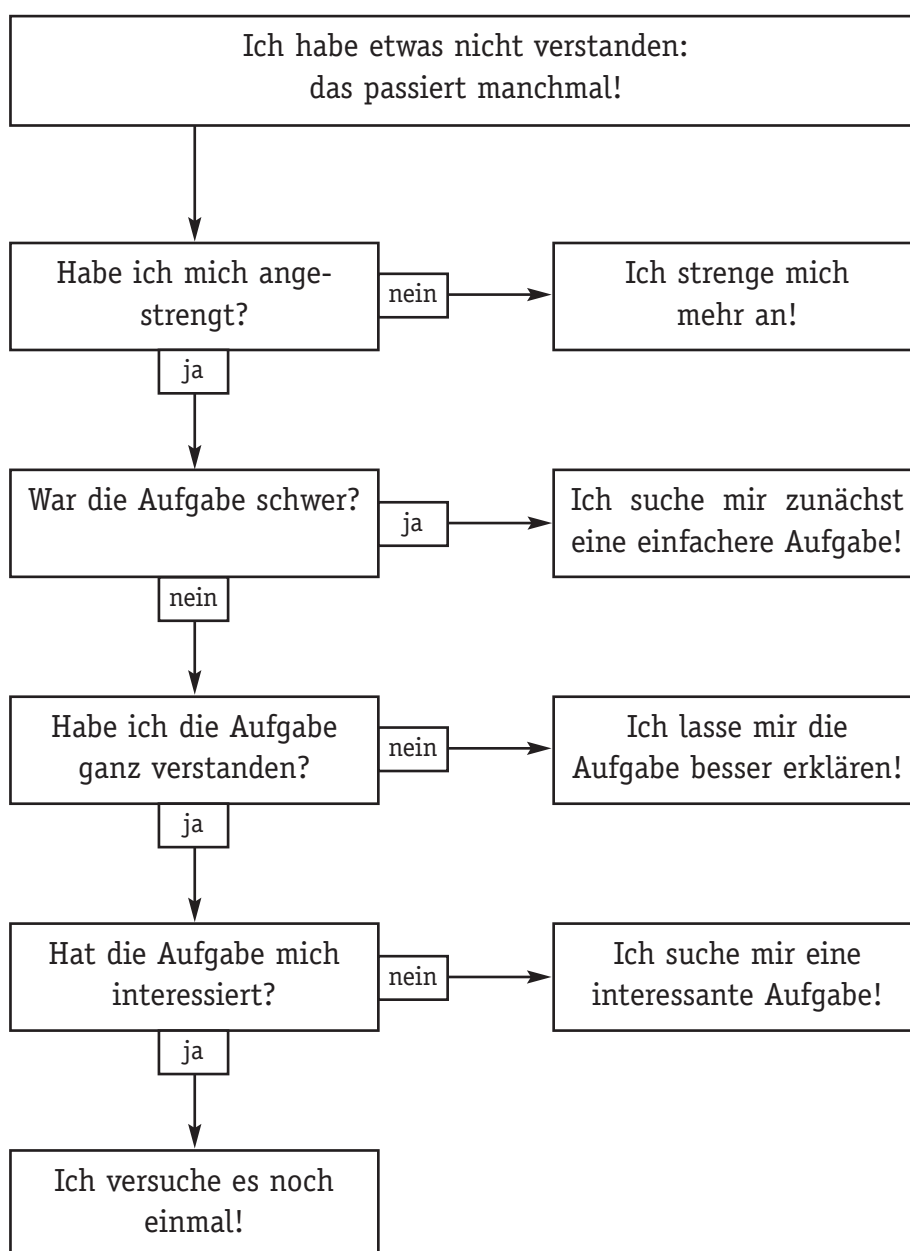 Ich habe etwas nicht verstanden:
das passiert manchmal!
Habe ich mich ange-
strengt?
nein
Ich strenge mich
mehr an!
ja
War die Aufgabe schwer?
ja
Ich suche mir zunächst
eine einfachere Aufgabe!
nein
Habe ich die Aufgabe
ganz verstanden?
nein
Ich lasse mir die
Aufgabe besser erklären!
ja
Hat die Aufgabe mich
interessiert?
nein
Ich suche mir eine
interessante Aufgabe!
ja
Ich versuche es noch
einmal!